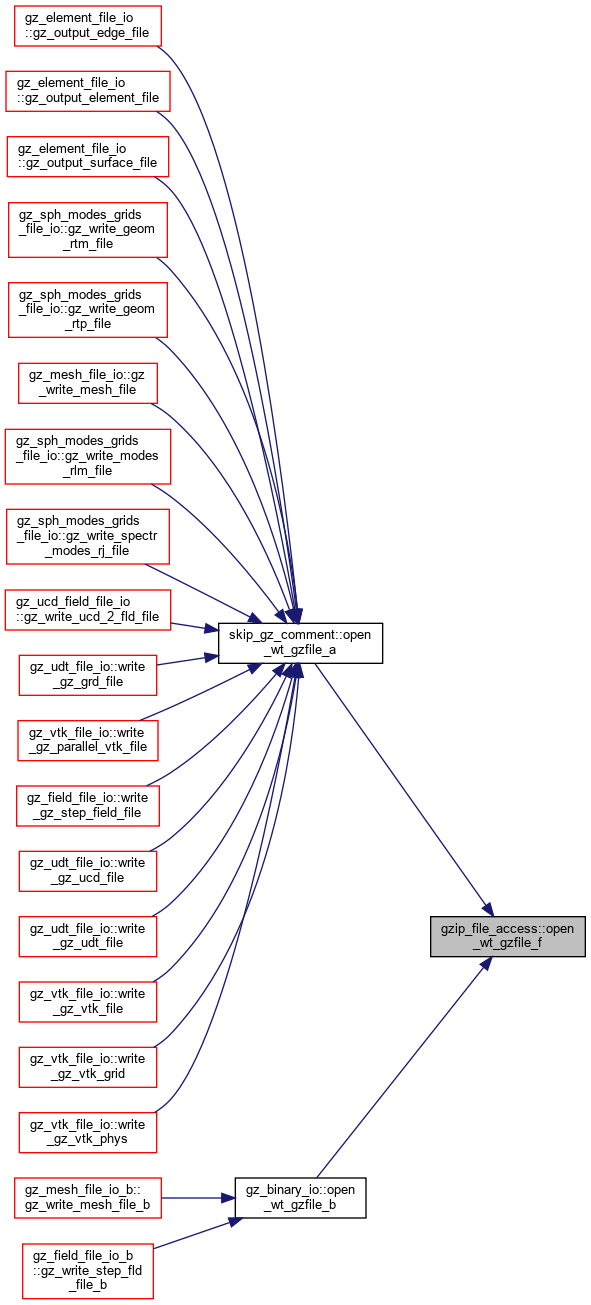 gz_element_file_io
::gz_output_edge_file
gz_element_file_io
::gz_output_element_file
gz_element_file_io
::gz_output_surface_file
gz_sph_modes_grids
_file_io::gz_write_geom
_rtm_file
gz_sph_modes_grids
_file_io::gz_write_geom
_rtp_file
gz_mesh_file_io::gz
_write_mesh_file
gz_sph_modes_grids
_file_io::gz_write_modes
_rlm_file
gz_sph_modes_grids
_file_io::gz_write_spectr
_modes_rj_file
gz_ucd_field_file_io
::gz_write_ucd_2_fld_file
gz_udt_file_io::write
_gz_grd_file
gz_vtk_file_io::write
_gz_parallel_vtk_file
gz_field_file_io::write
_gz_step_field_file
gz_udt_file_io::write
_gz_ucd_file
gz_udt_file_io::write
_gz_udt_file
gz_vtk_file_io::write
_gz_vtk_file
gz_vtk_file_io::write
_gz_vtk_grid
gz_vtk_file_io::write
_gz_vtk_phys
gz_mesh_file_io_b::
gz_write_mesh_file_b
gz_field_file_io_b
::gz_write_step_fld
_file_b
skip_gz_comment::open
_wt_gzfile_a
gz_binary_io::open
_wt_gzfile_b
gzip_file_access::open
_wt_gzfile_f